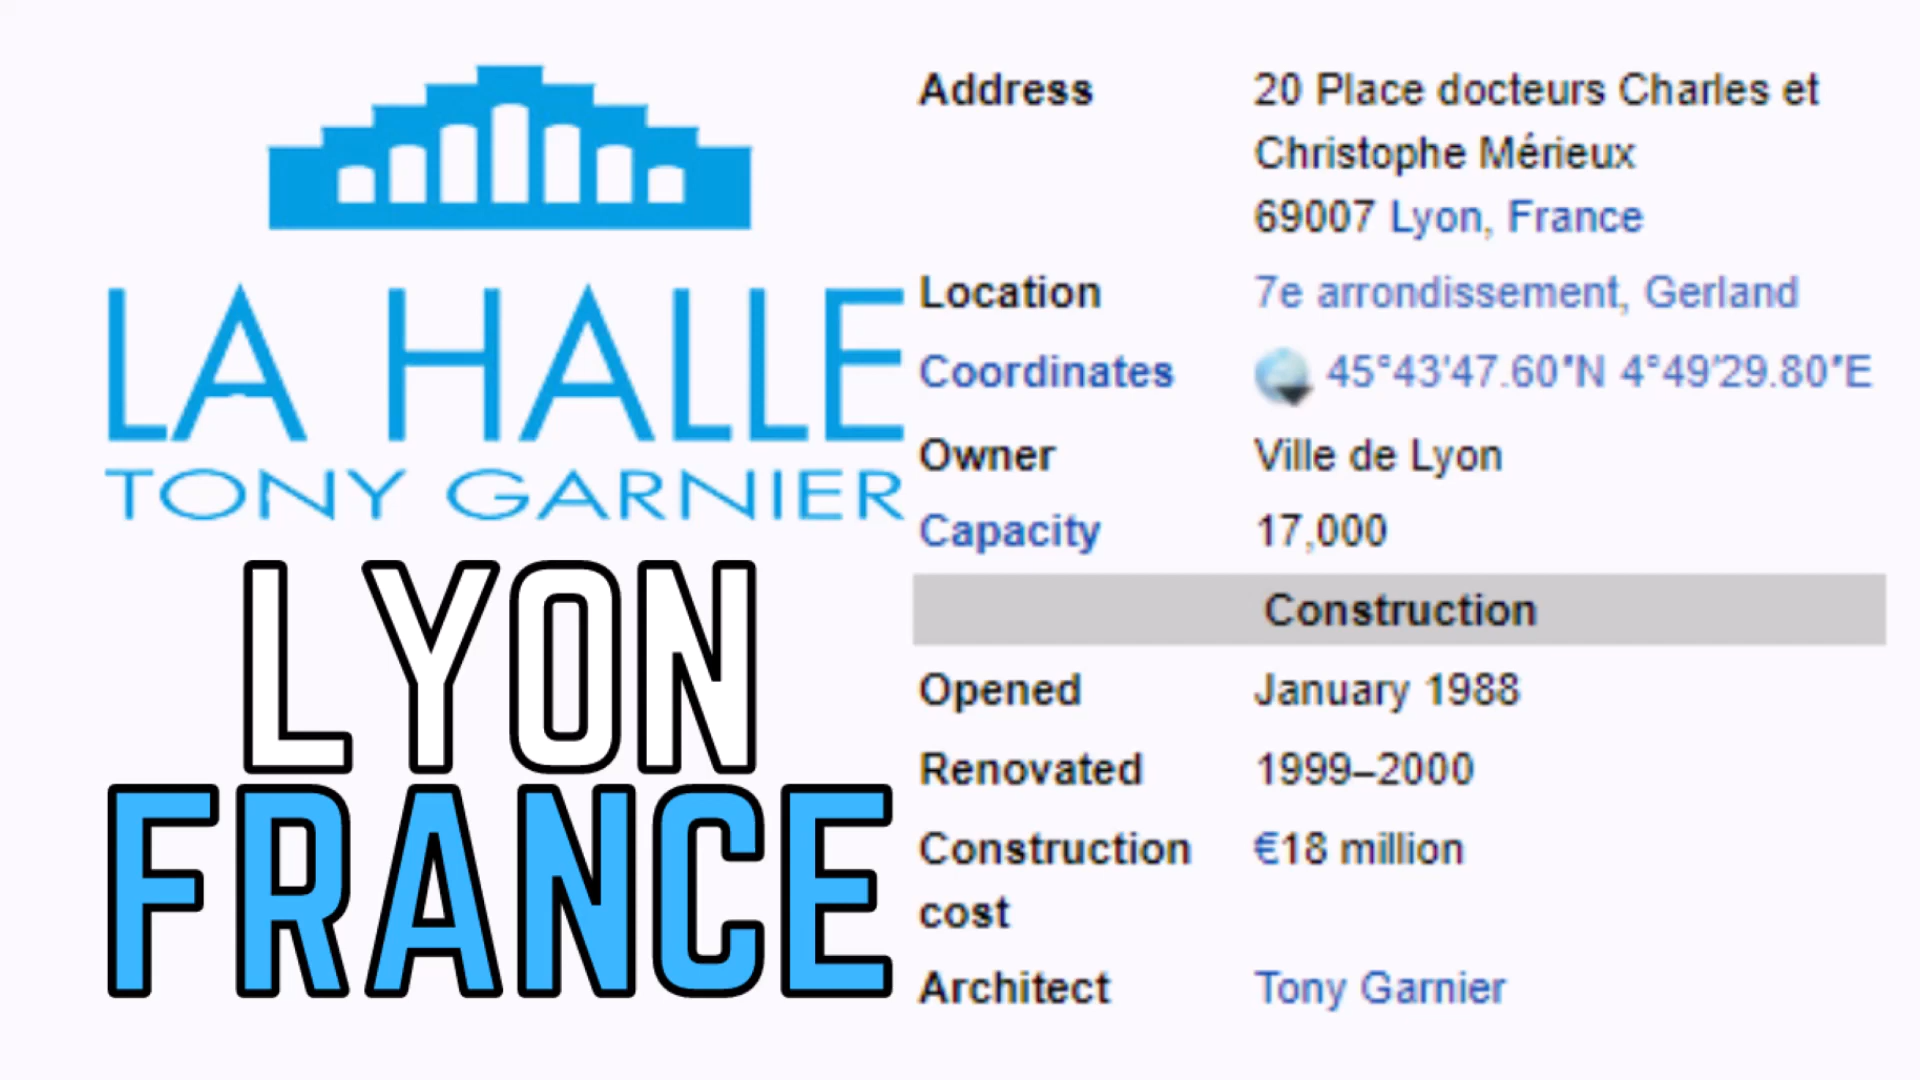 LA HALLE
TONY GARNIER
LYON
FRANCE
Address 20 Place docteurs Charles et
Christophe Mérieux
69007 Lyon, France
Location 7e arrondissement, Gerland
Coordinates 45°43′47.60″N 4°49′29.80″E
Owner Ville de Lyon
Capacity 17,000
Construction
Opened January 1988
Renovated 1999–2000
Construction €18 million
cost
Architect Tony Garnier